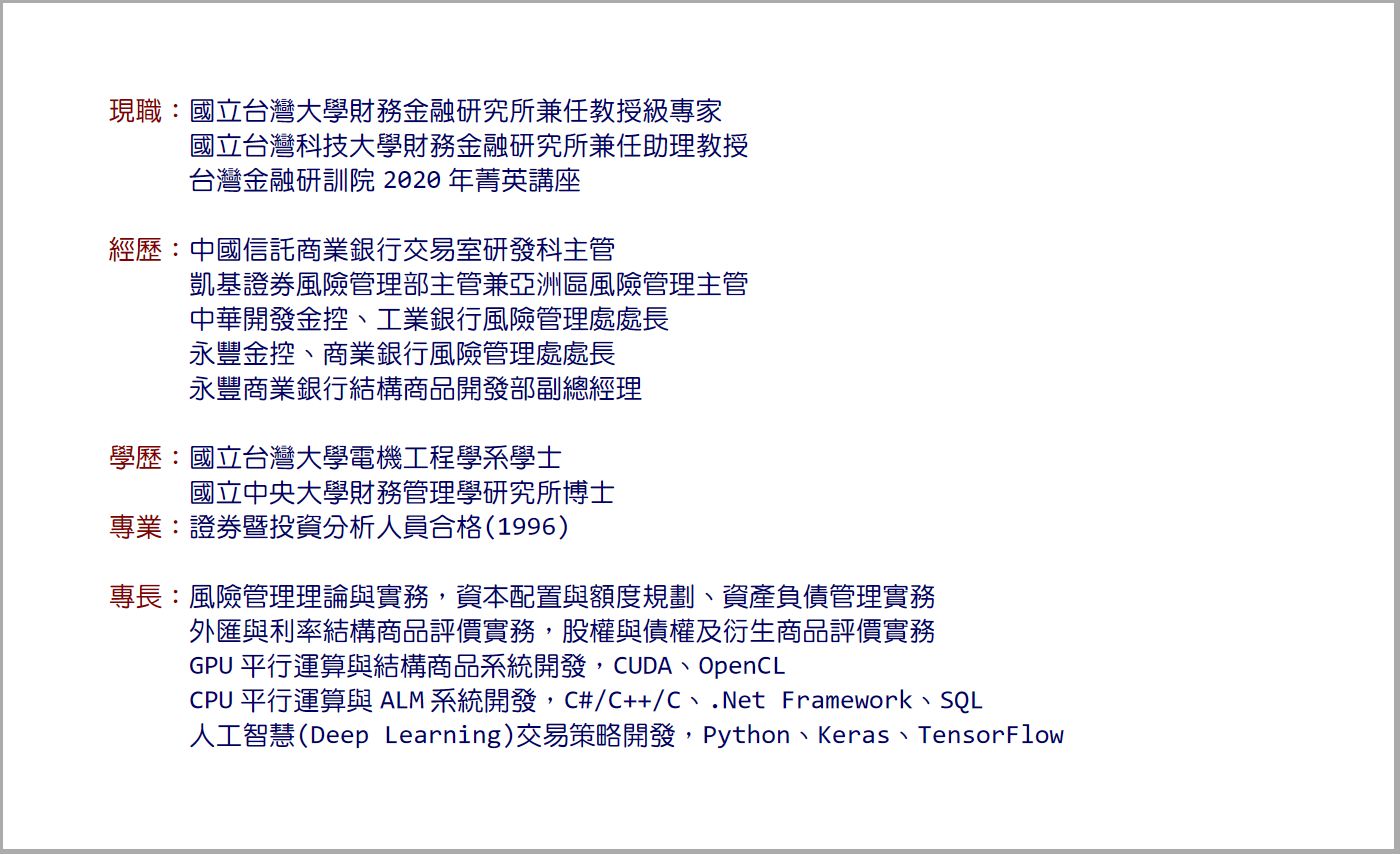 現職：國立台灣大學財務金融研究所兼任教授級專家
國立台灣科技大學財務金融研究所兼任助理教授
台灣金融研訓院 2020 年菁英講座
經歷：中國信託商業銀行交易室研發科主管
凱基證券風險管理部主管兼亞洲區風險管理主管
中華開發金控、工業銀行風險管理處處長
永豐金控、商業銀行風險管理處處長
永豐商業銀行結構商品開發部副總經理
學歷：國立台灣大學電機工程學系學士
國立中央大學財務管理學研究所博士
專業：證券暨投資分析人員合格(1996)
專長：風險管理理論與實務，資本配置與額度規劃、資產負債管理實務
外匯與利率結構商品評價實務，股權與債權及衍生商品評價實務
GPU 平行運算與結構商品系統開發，CUDA、OpenCL
CPU 平行運算與 ALM 系統開發，C#/C++/C、.Net Framework、SQL
人工智慧(Deep Learning)交易策略開發，Python、Keras、TensorFlow